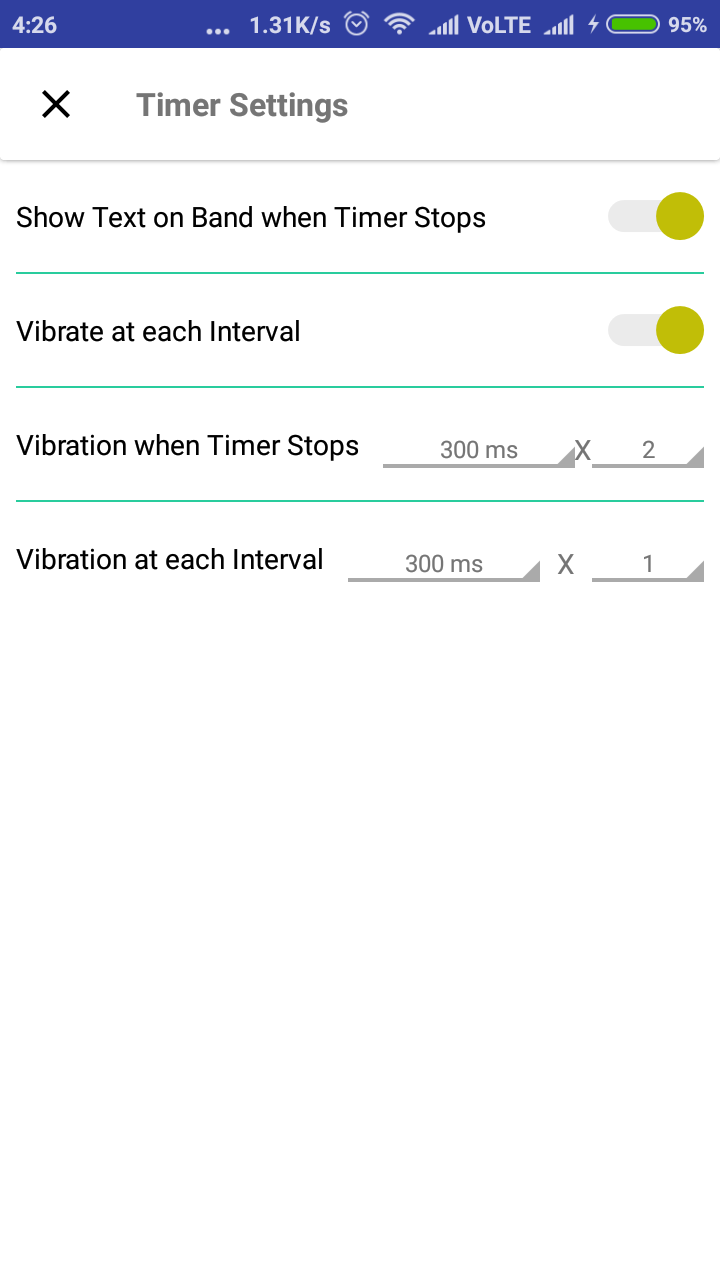 4:26 ... 1.31K/s VoLTE 95%
Timer Settings
Show Text on Band when Timer Stops
Vibrate at each Interval
Vibration when Timer Stops 300 ms X 2
Vibration at each Interval 300 ms X 1